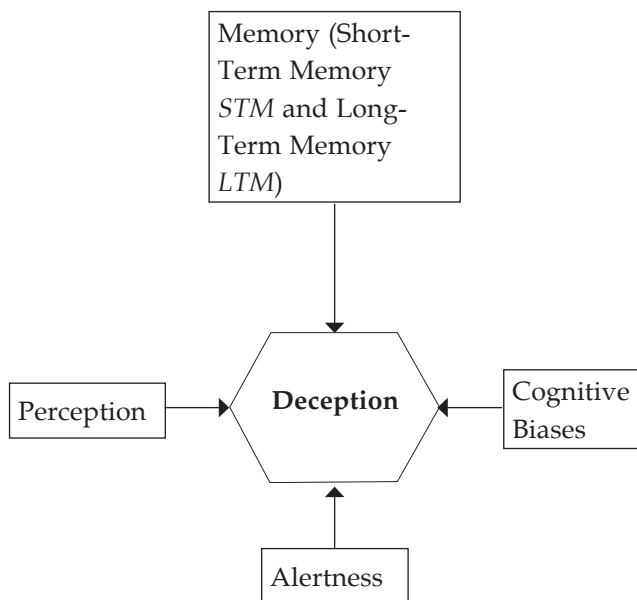 Memory (Short-
Term Memory
STM and Long-
Term Memory
LTM)
Deception
Perception
Cognitive
Biases
Alertness